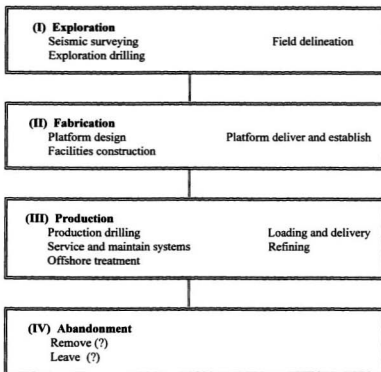 (I) Exploration
Seismic surveying Field delineation
Exploration drilling
(II) Fabrication
Platform design Platform deliver and establish
Facilities construction
(III) Production
Production drilling Loading and delivery
Service and maintain systems Refining
Offshore treatment
(IV) Abandonment
Remove (?)
Leave (?)